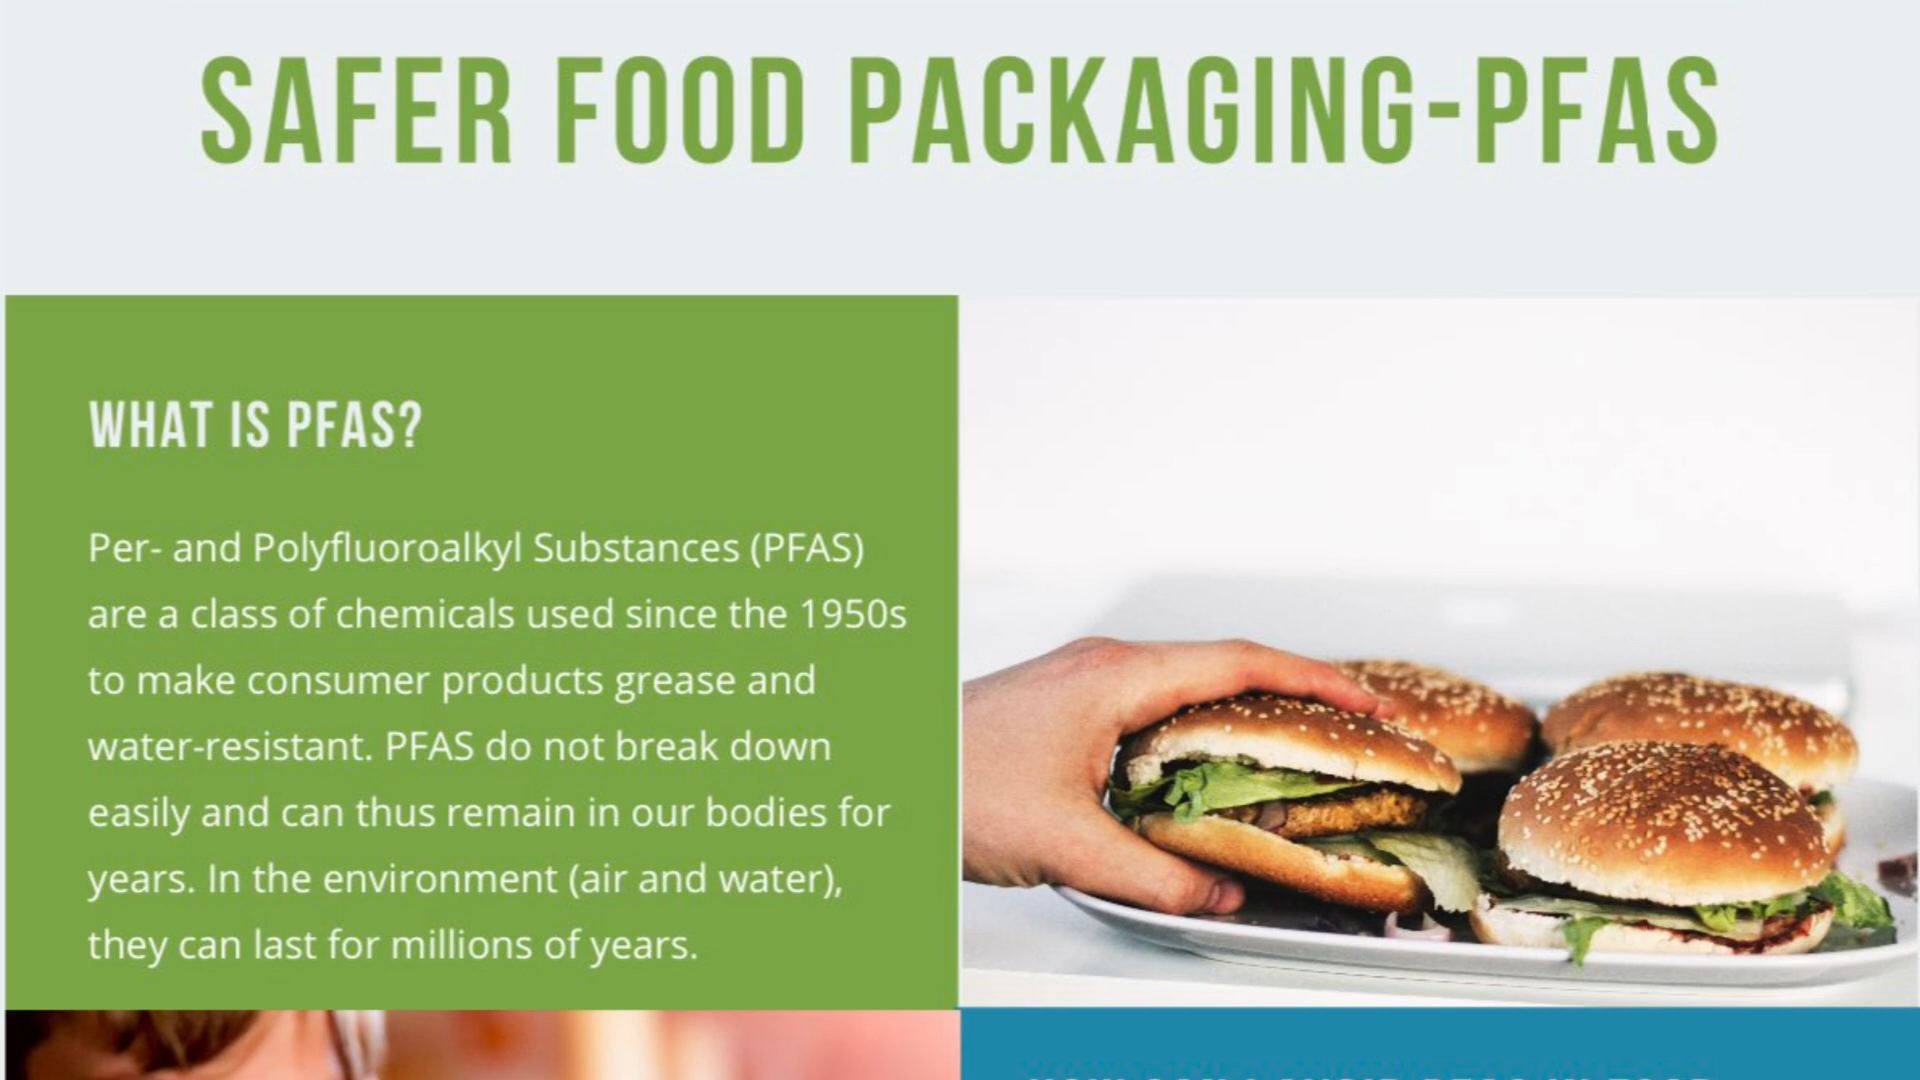 SAFER FOOD PACKAGING-PFAS
WHAT IS PFAS?
Per- and Polyfluoroalkyl Substances (PFAS)
are a class of chemicals used since the 1950s
to make consumer products grease and
water-resistant. PFAS do not break down
easily and can thus remain in our bodies for
years. In the environment (air and water),
they can last for millions of years.